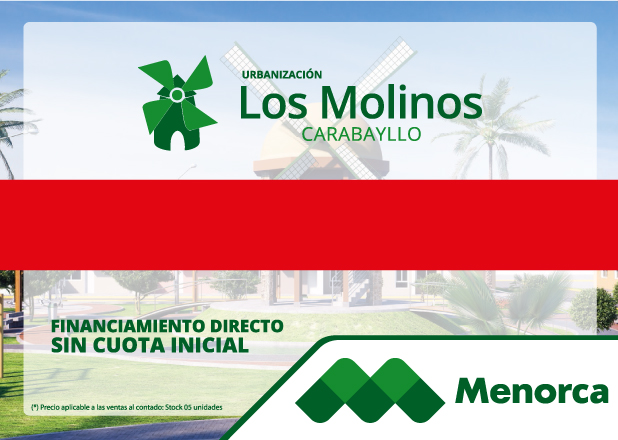 URBANIZACIÓN
Los Molinos
CARABAYLLO
FINANCIAMIENTO DIRECTO
SIN CUOTA INICIAL
(*) Precio aplicable a las ventas al contado: Stock 05 unidades
Menorca